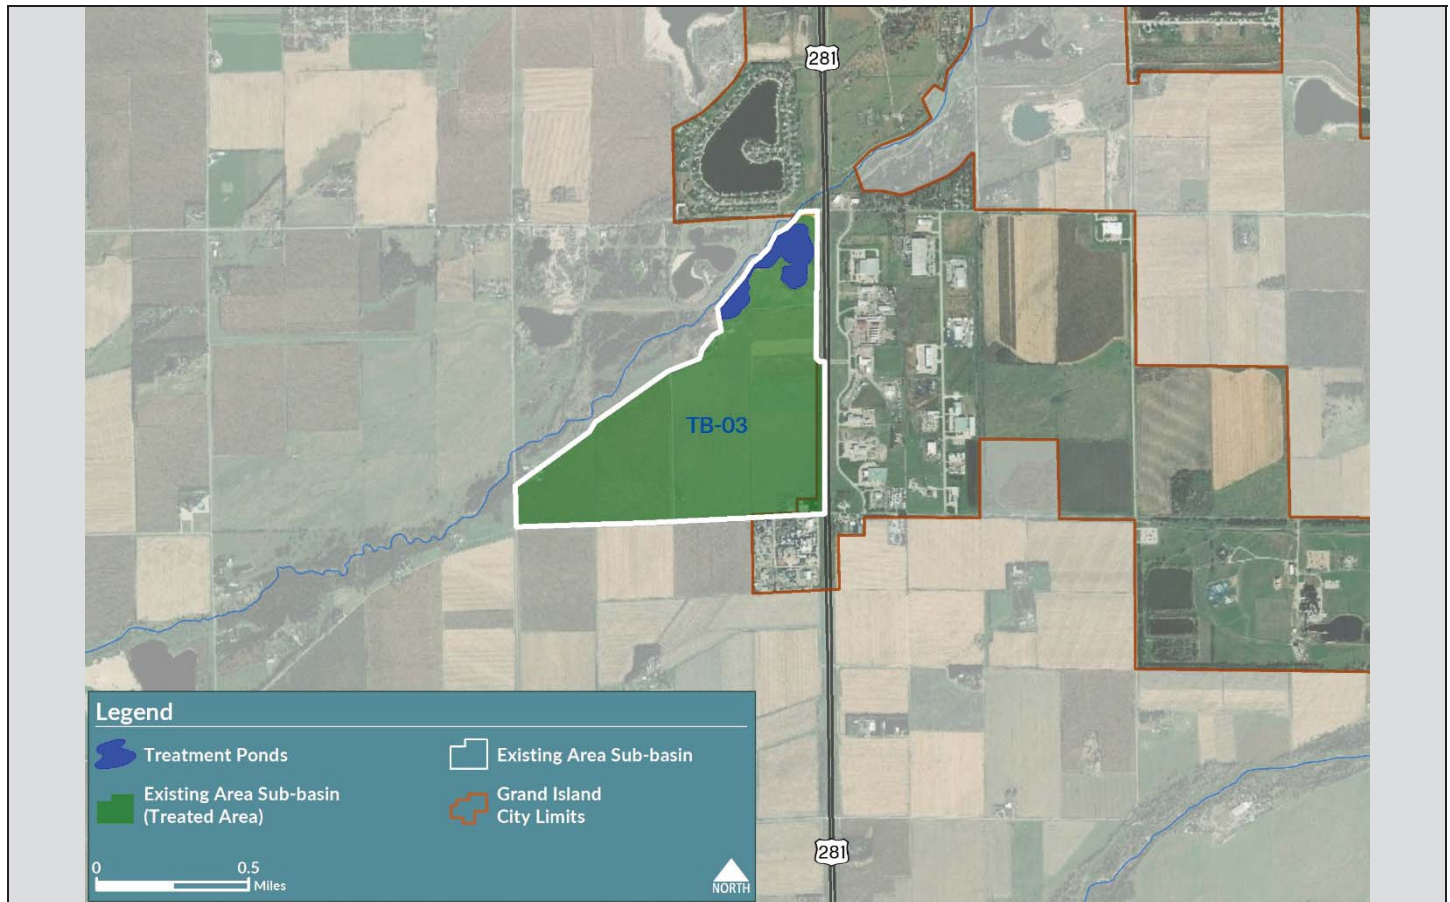 281
TB-03
Legend
Treatment Ponds
Existing Area Sub-basin
Existing Area Sub-basin
(Treated Area)
Grand Island
City Limits
0
0.5
Miles
NORTH
281